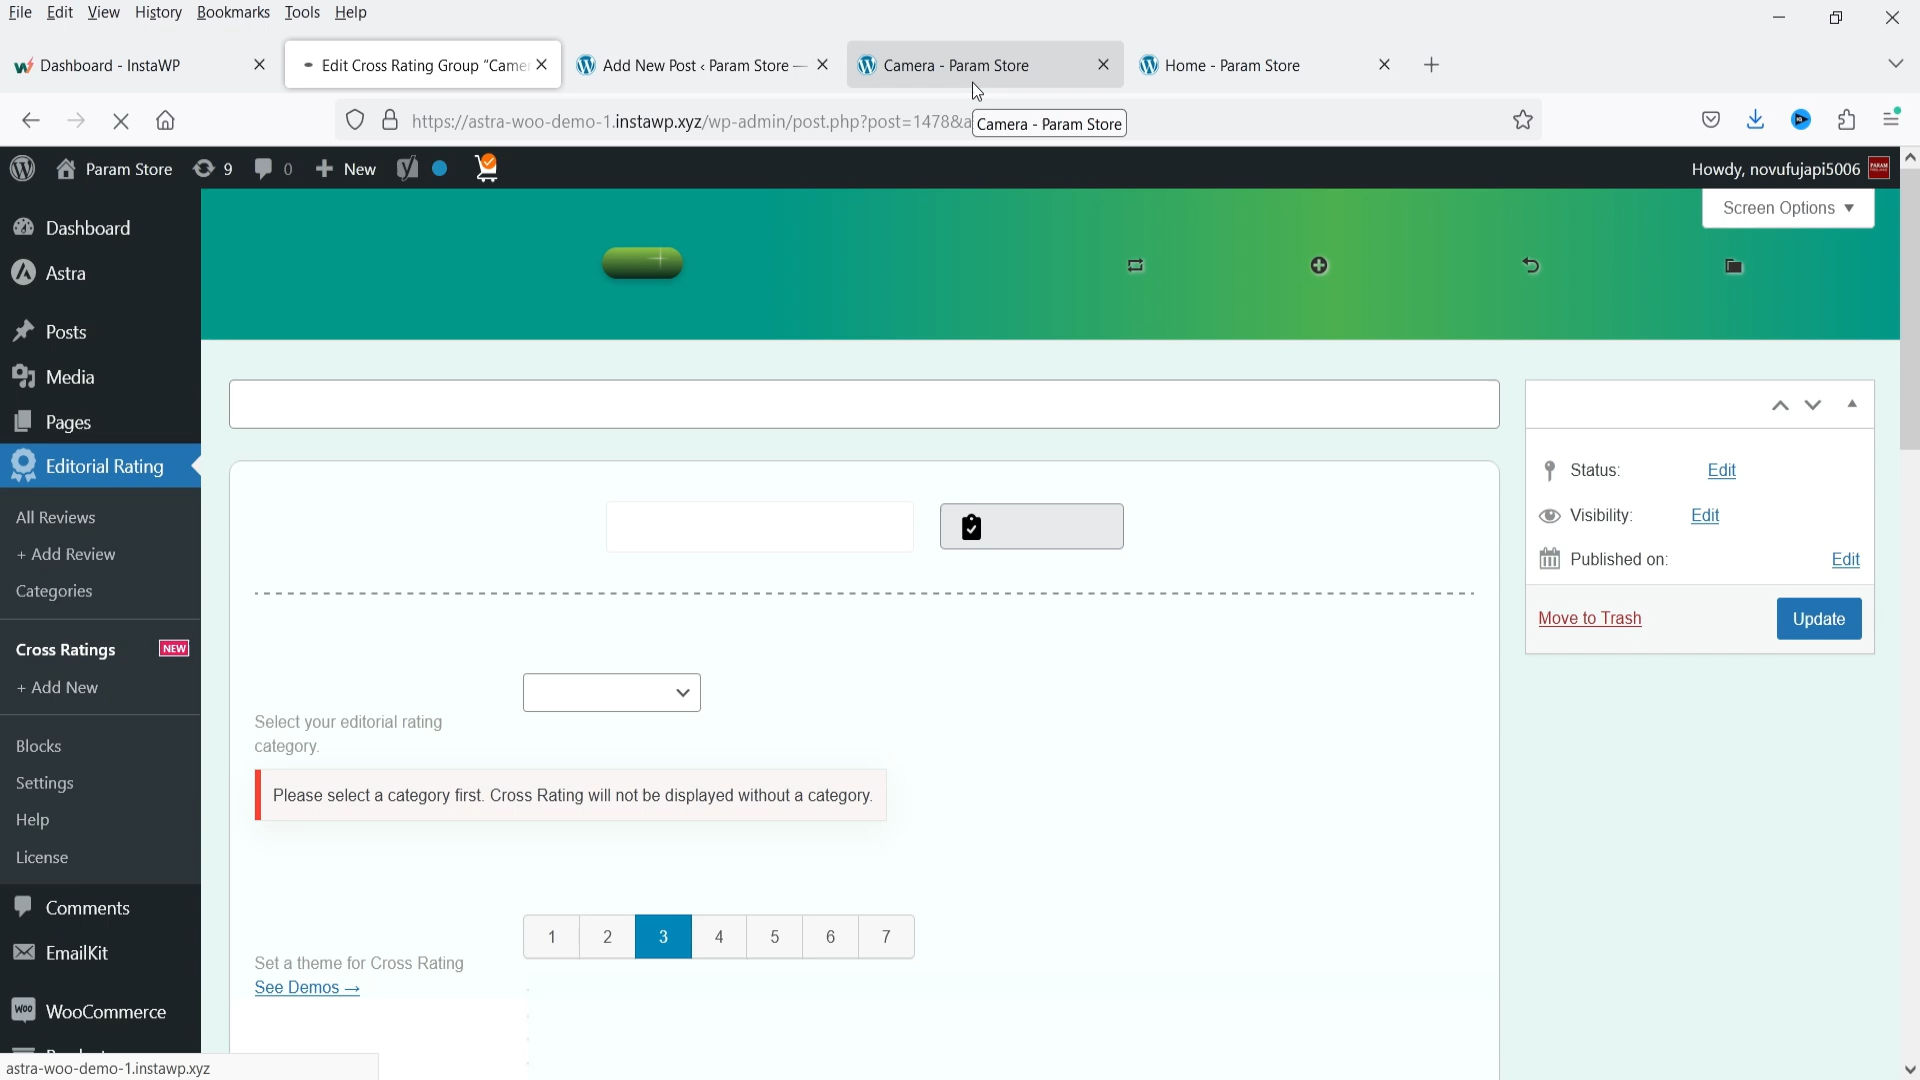 File Edit View History Bookmarks Tools Help
Dashboard - InstaWP
Edit Cross Rating Group "Camer
Add New Post ‹ Param Store —
Camera - Param Store
Home - Param Store
https://astra-woo-demo-1.instawp.xyz/wp-admin/post.php?post=1478&a
Camera - Param Store
Param Store 9 0 New
Howdy, novufujapi5006
Screen Options
Dashboard
Astra
Posts
Media
Pages
Editorial Rating
All Reviews
+ Add Review
Categories
Cross Ratings NEW
+ Add New
Blocks
Settings
Help
License
Comments
EmailKit
WooCommerce
Select your editorial rating
category.
Please select a category first. Cross Rating will not be displayed without a category.
1 2 3 4 5 6 7
Set a theme for Cross Rating
See Demos →
Status: Edit
Visibility: Edit
Published on: Edit
Move to Trash
Update
astra-woo-demo-1.instawp.xyz